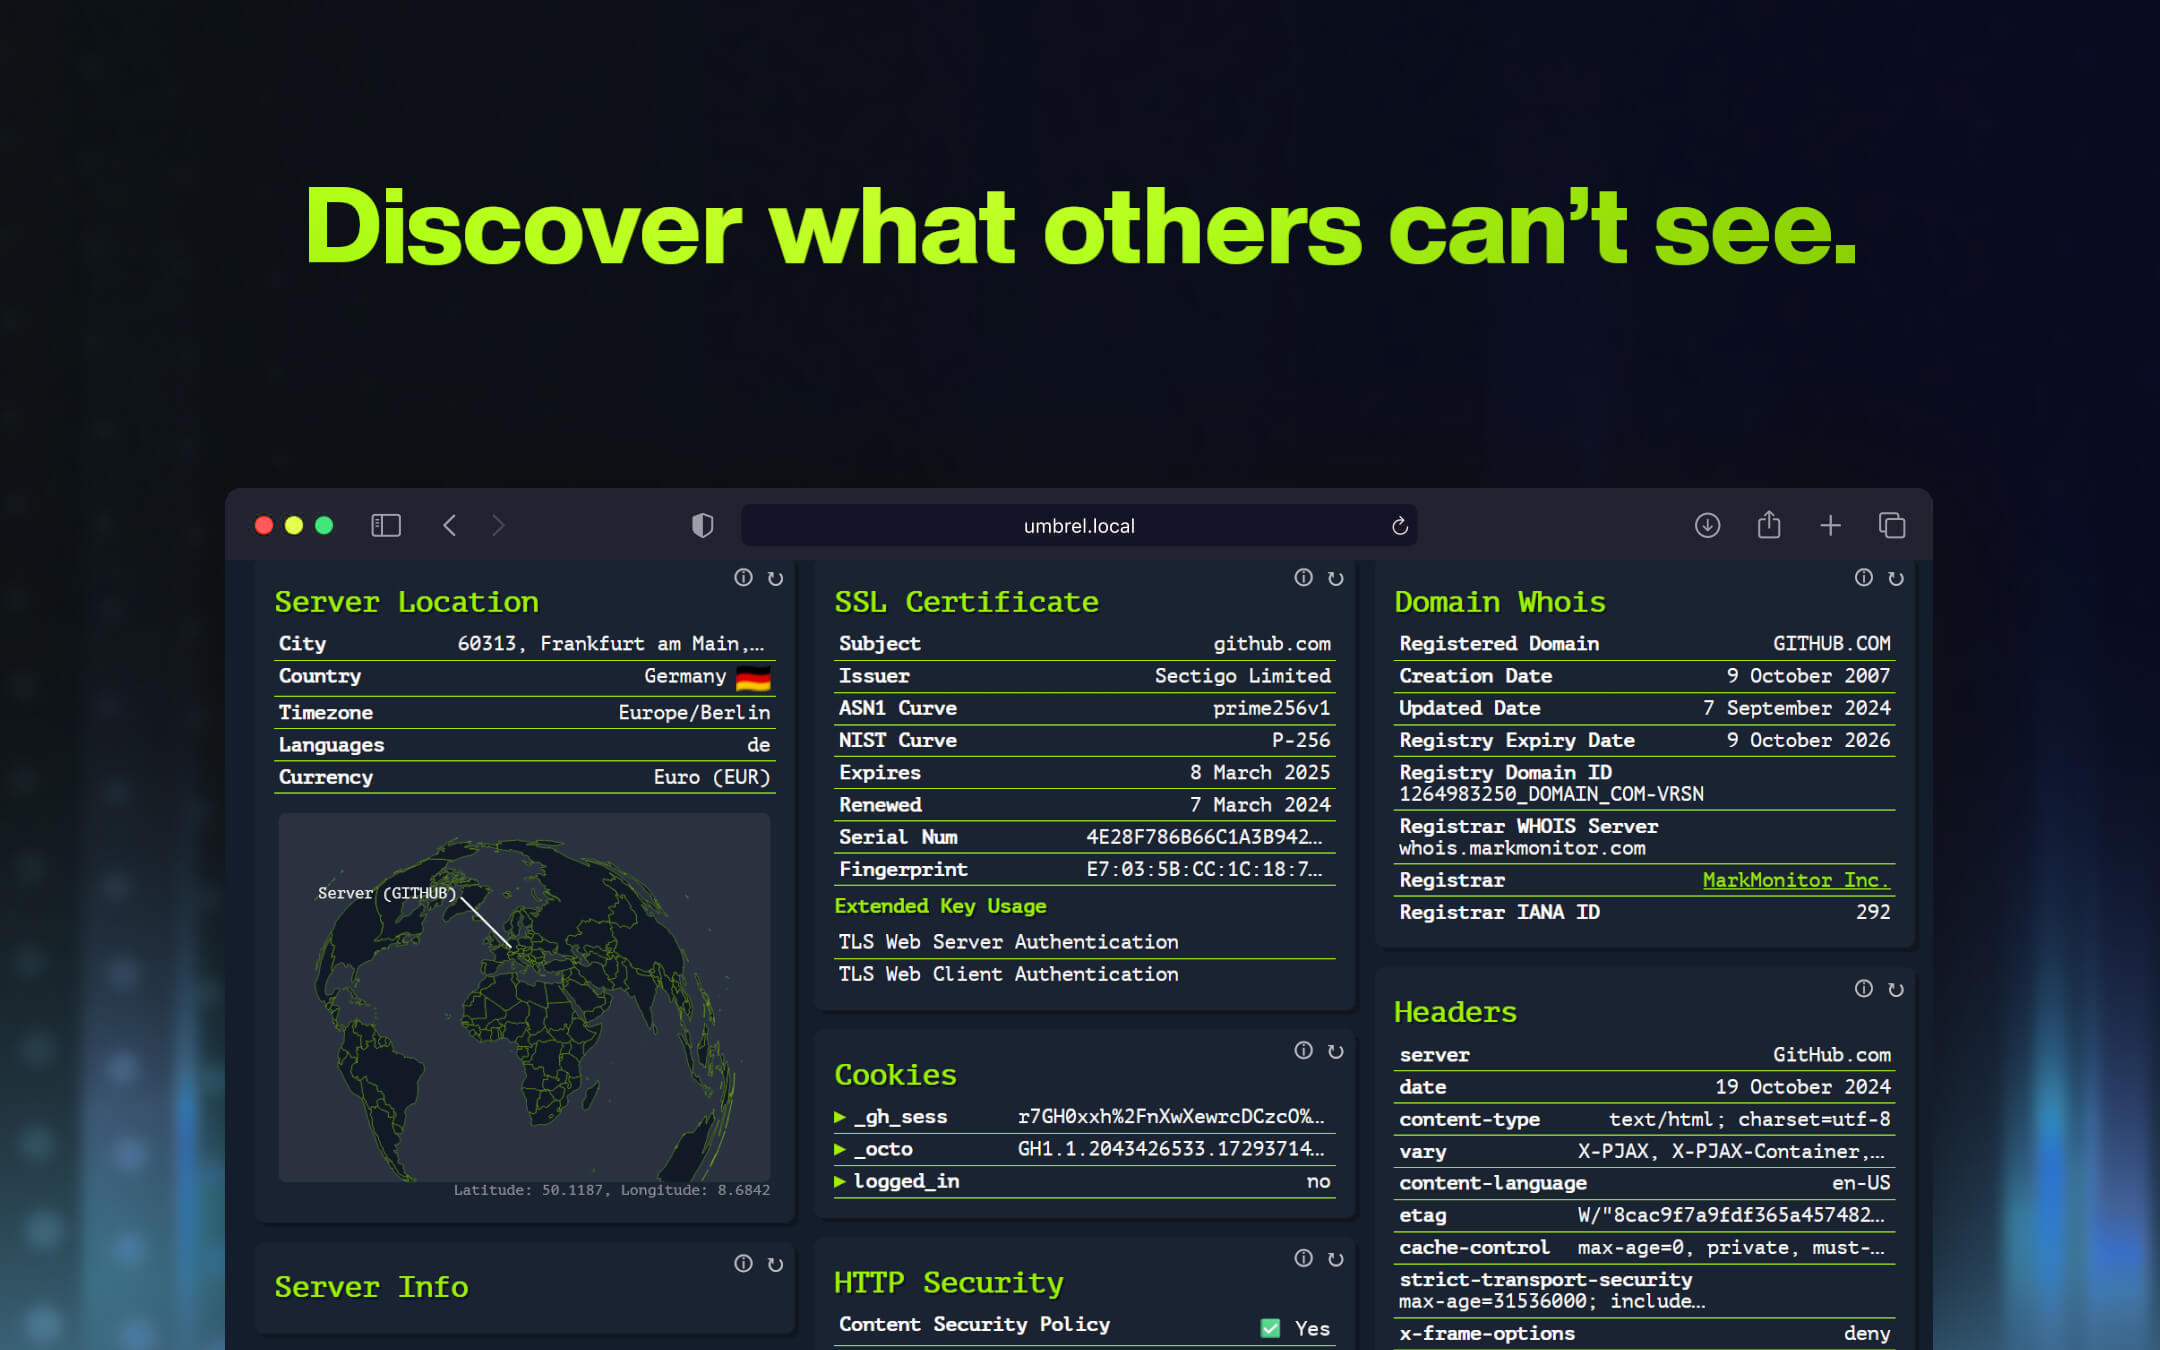 Discover what others can’t see.
umbrel.local
Server Location
City 60313, Frankfurt am Main,...
Country Germany
Timezone Europe/Berlin
Languages de
Currency Euro (EUR)
Server (GITHUB)
Latitude: 50.1187, Longitude: 8.6842
Server Info
SSL Certificate
Subject github.com
Issuer Sectigo Limited
ASN1 Curve prime256v1
NIST Curve P-256
Expires 8 March 2025
Renewed 7 March 2024
Serial Num 4E28F786B66C1A3B942...
Fingerprint E7:03:5B:CC:1C:18:7...
Extended Key Usage
TLS Web Server Authentication
TLS Web Client Authentication
Cookies
_gh_sess r7GH0xxh%2FnXwXewrcDCzcO%...
_octo GH1.1.2043426533.17293714...
logged_in no
HTTP Security
Content Security Policy Yes
Domain Whois
Registered Domain GITHUB.COM
Creation Date 9 October 2007
Updated Date 7 September 2024
Registry Expiry Date 9 October 2026
Registry Domain ID
1264983250_DOMAIN_COM-VRSN
Registrar WHOIS Server
whois.markmonitor.com
Registrar MarkMonitor Inc.
Registrar IANA ID 292
Headers
server GitHub.com
date 19 October 2024
content-type text/html; charset=utf-8
vary X-PJAX, X-PJAX-Container,...
content-language en-US
etag W/"8cac9f7a9fdf365a457482...
cache-control max-age=0, private, must-...
strict-transport-security
max-age=31536000; include...
x-frame-options deny